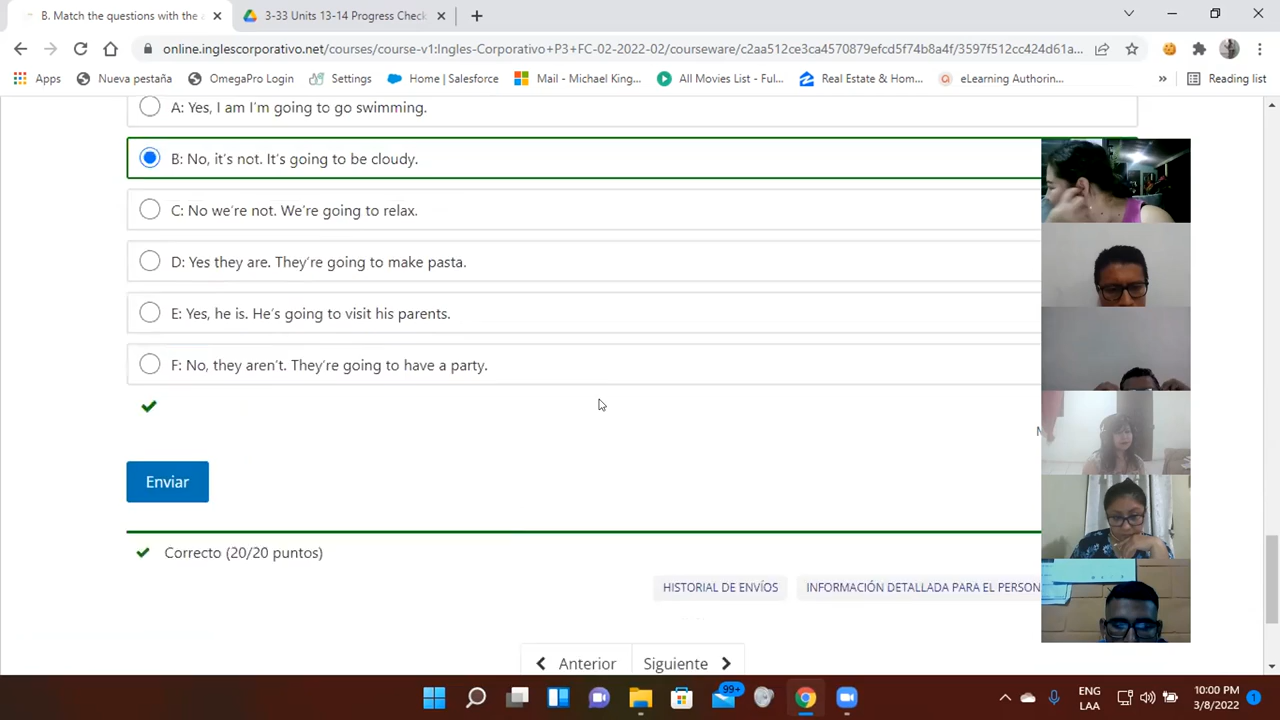 B. Match the questions with the
3-33 Units 13-14 Progress Check
online.inglescorporativo.net/courses/course-v1:Ingles-Corporativo+P3+FC-02-2022-02/courseware/c2aa512ce3ca4570879efcd5f74b8a4f/3597f512cc424d61a...
Apps Nueva pestaña OmegaPro Login Settings Home | Salesforce Mail - Michael King... All Movies List - Ful... Real Estate & Hom... eLearning Authorin... » Reading list
A: Yes, I am I'm going to go swimming.
B: No, it's not. It's going to be cloudy.
C: No we're not. We're going to relax.
D: Yes they are. They're going to make pasta.
E: Yes, he is. He's going to visit his parents.
F: No, they aren't. They're going to have a party.
Enviar
Correcto (20/20 puntos)
HISTORIAL DE ENVÍOS INFORMACIÓN DETALLADA PARA EL PERSON
Anterior Siguiente
99+
ENG
LAA
10:00 PM
3/8/2022
1